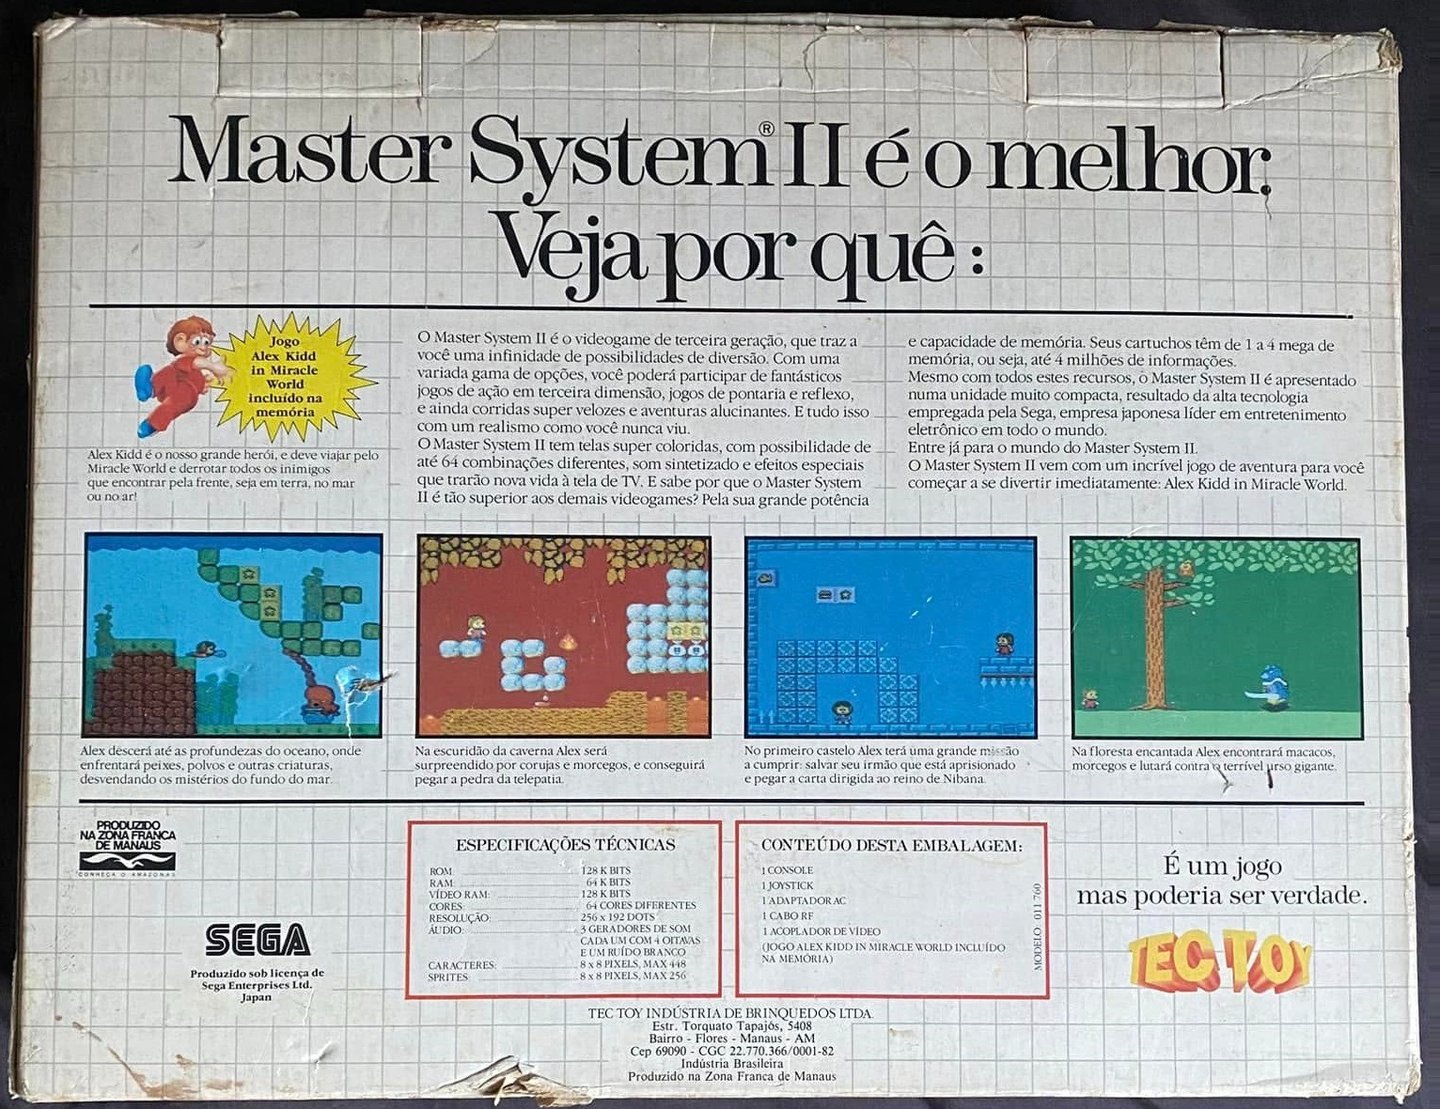 Master System® II é o melhor.
Veja por quê:
Jogo
Alex Kidd
in Miracle
World
incluído na
memória
Alex Kidd é o nosso grande herói, e deve viajar pelo
Miracle World e derrotar todos os inimigos
que encontrar pela frente, seja em terra, no mar
ou no ar!
O Master System II é o videogame de terceira geração, que traz a
você uma infinidade de possibilidades de diversão. Com uma
variada gama de opções, você poderá participar de fantásticos
jogos de ação em terceira dimensão, jogos de pontaria e reflexo,
e ainda corridas super velozes e aventuras alucinantes. E tudo isso
com um realismo como você nunca viu.
O Master System II tem telas super coloridas, com possibilidade de
até 64 combinações diferentes, som sintetizado e efeitos especiais
que trarão nova vida à tela de TV. E sabe por que o Master System
II é tão superior aos demais videogames? Pela sua grande potência
e capacidade de memória. Seus cartuchos têm de 1 a 4 mega de
memória, ou seja, até 4 milhões de informações.
Mesmo com todos estes recursos, o Master System II é apresentado
numa unidade muito compacta, resultado da alta tecnologia
empregada pela Sega, empresa japonesa líder em entretenimento
eletrônico em todo o mundo.
Entre já para o mundo do Master System II.
O Master System II vem com um incrível jogo de aventura para você
começar a se divertir imediatamente: Alex Kidd in Miracle World.
Alex descerá até as profundezas do oceano, onde
enfrentará peixes, polvos e outras criaturas,
desvendando os mistérios do fundo do mar.
Na escuridão da caverna Alex será
surpreendido por corujas e morcegos, e conseguirá
pegar a pedra da telepatia.
No primeiro castelo Alex terá uma grande missão
a cumprir: salvar seu irmão que está aprisionado
e pegar a carta dirigida ao reino de Nibana.
Na floresta encantada Alex encontrará macacos,
morcegos e lutará contra o terrível urso gigante.
PRODUZIDO
NA ZONA FRANCA
DE MANAUS
CONHEÇA O AMAZONAS
SEGA
Produzido sob licença de
Sega Enterprises Ltd.
Japan
ESPECIFICAÇÕES TÉCNICAS
ROM 128 K BITS
RAM 64 K BITS
VÍDEO RAM: 128 K BITS
CORES: 64 CORES DIFERENTES
RESOLUÇÃO: 256 x 192 DOTS
ÁUDIO: 3 GERADORES DE SOM
CADA UM COM 4 OITAVAS
E UM RUÍDO BRANCO
CARACTERES: 8 x 8 PIXELS, MAX 448
SPRITES 8 x 8 PIXELS, MAX 256
CONTEÚDO DESTA EMBALAGEM:
1 CONSOLE
1 JOYSTICK
1 ADAPTADOR AC
1 CABO RF
1 ACOPLADOR DE VÍDEO
(JOGO ALEX KIDD IN MIRACLE WORLD INCLUÍDO
NA MEMÓRIA)
MODELO - 011 760
É um jogo
mas poderia ser verdade.
TEC TOY
TEC TOY INDÚSTRIA DE BRINQUEDOS LTDA.
Estr. Torquato Tapajós, 5408
Bairro - Flores - Manaus - AM
Cep 69090 - CGC 22.770.366/0001-82
Indústria Brasileira
Produzido na Zona Franca de Manaus